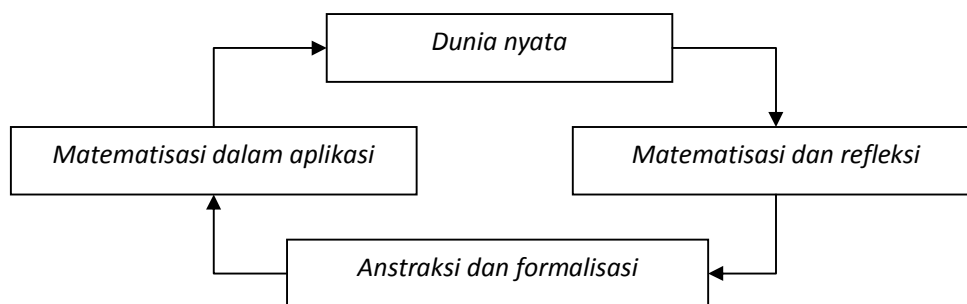 Dunia nyata
Matematisasi dalam aplikasi
Matematisasi dan refleksi
Anstraksi dan formalisasi